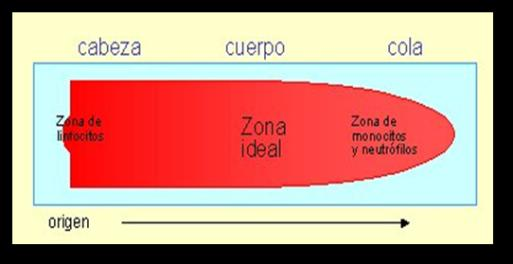 cabeza cuerpo cola
Zona de
linfocitos
Zona
ideal
Zona de
monocitos
y neutrófilos
origen